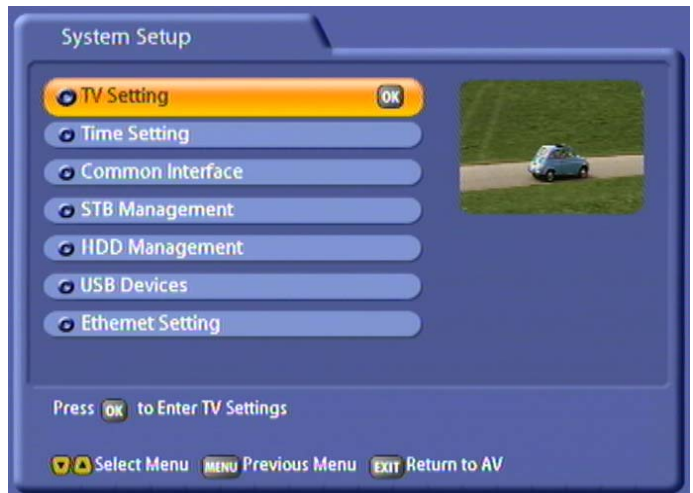 System Setup
TV Setting OK
Time Setting
Common Interface
STB Management
HDD Management
USB Devices
Ethernet Setting
Press OK to Enter TV Settings
Select Menu MENU Previous Menu EXIT Return to AV